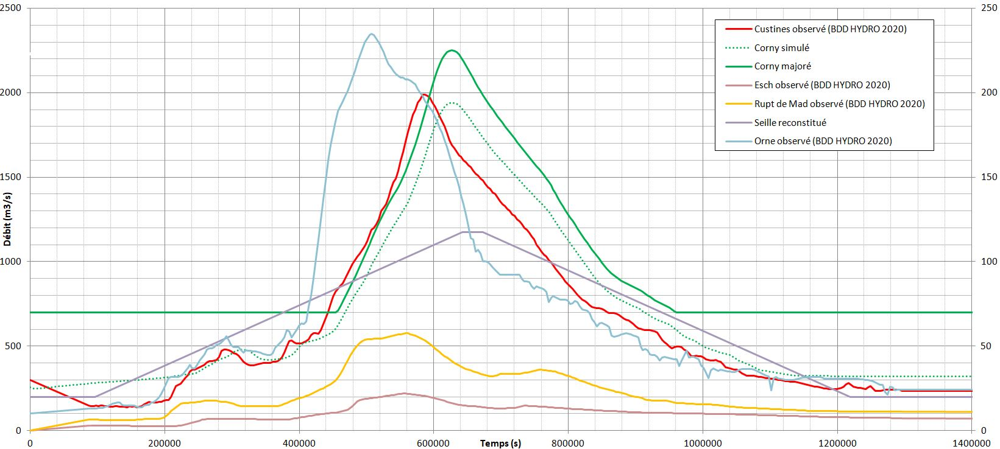 2500
2000
1500
1000
500
0
Débit (m3/s)
250
200
150
100
50
0
Custines observé (BDD HYDRO 2020)
Corny simulé
Corny majoré
Esch observé (BDD HYDRO 2020)
Rupt de Mad observé (BDD HYDRO 2020)
Seille reconstitué
Orne observé (BDD HYDRO 2020)
0 200000 400000 600000 800000 1000000 1200000 1400000
Temps (s)